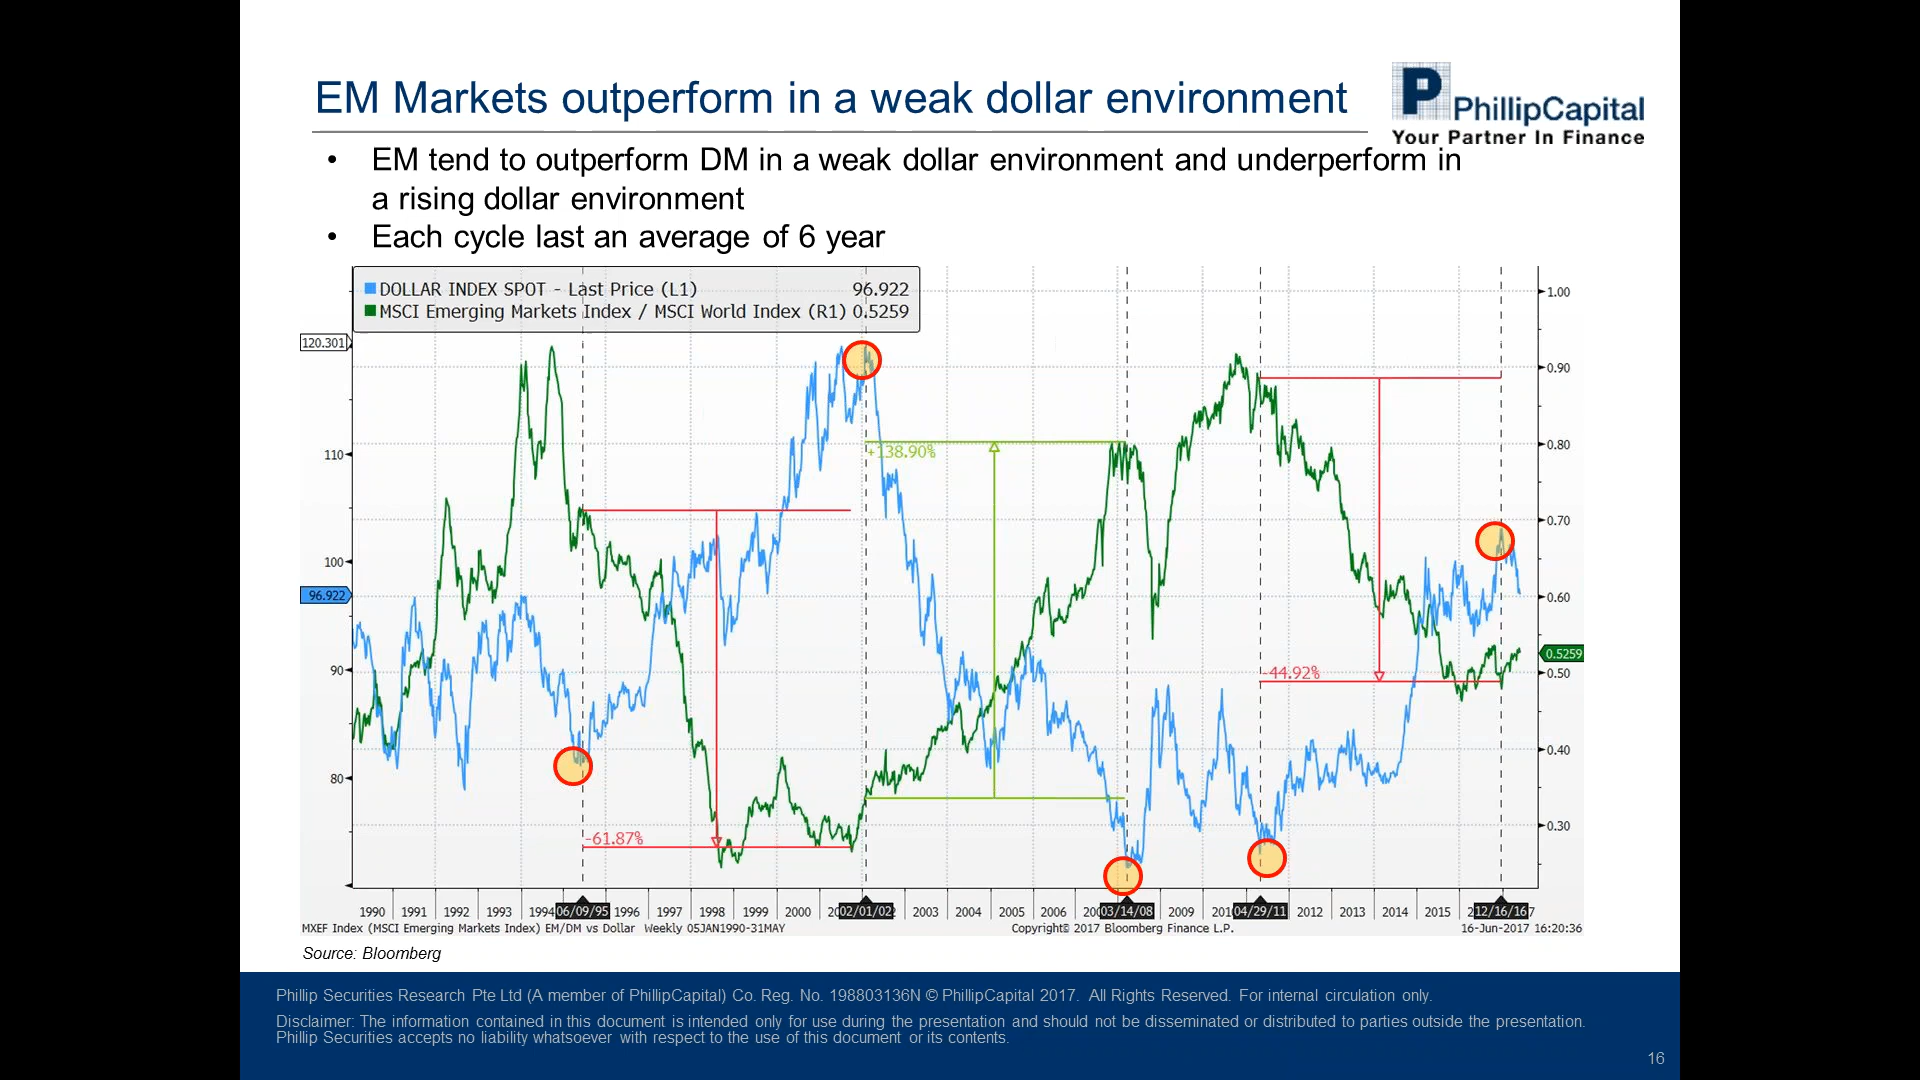 EM Markets outperform in a weak dollar environment
P PhillipCapital
Your Partner In Finance
• EM tend to outperform DM in a weak dollar environment and underperform in
a rising dollar environment
• Each cycle last an average of 6 year
DOLLAR INDEX SPOT - Last Price (L1) 96.922
MSCI Emerging Markets Index / MSCI World Index (R1) 0.5259
120.301
110
100
96.922
90
80
+138.90%
-61.87%
-44.92%
1.00
0.90
0.80
0.70
0.60
0.5259
0.50
0.40
0.30
1990 1991 1992 1993 1994 06/09/95 1996 1997 1998 1999 2000 02/01/02 2003 2004 2005 2006 03/14/08 2009 04/29/11 2012 2013 2014 2015 12/16/16
MXEF Index (MSCI Emerging Markets Index) EM/DM vs Dollar Weekly 05JAN1990-31MAY
Copyright© 2017 Bloomberg Finance L.P.
16-Jun-2017 16:20:36
Source: Bloomberg
Phillip Securities Research Pte Ltd (A member of PhillipCapital) Co. Reg. No. 198803136N © PhillipCapital 2017. All Rights Reserved. For internal circulation only.
Disclaimer: The information contained in this document is intended only for use during the presentation and should not be disseminated or distributed to parties outside the presentation.
Phillip Securities accepts no liability whatsoever with respect to the use of this document or its contents.
16